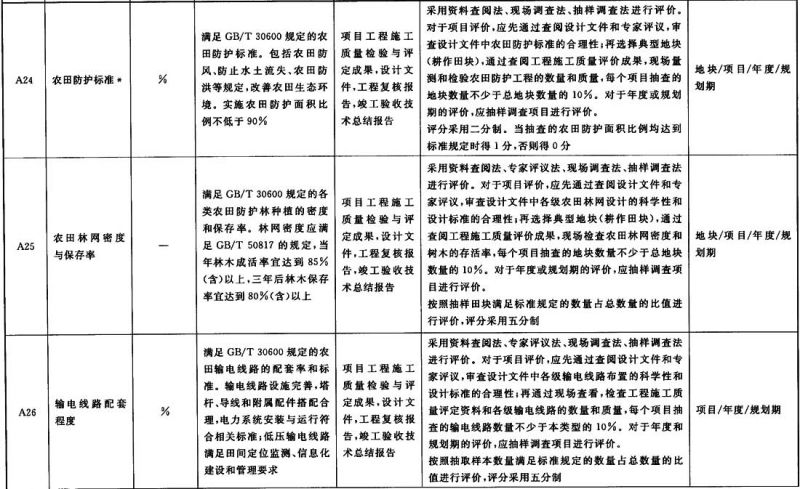 A24
农田防护标准*
%
满足 GB/T 30600 规定的农
田防护标准。包括农田防
风、防止水土流失、农田防
洪等规定,改善农田生态环
境。实施农田防护面积比
例不低于 90%
项目工程施工
质量检验与评
定成果,设计文
件,工程复核报
告,竣工验收技
术总结报告
采用资料查阅法、现场调查法、抽样调查法进行评价。
对于项目评价,应先通过查阅设计文件和专家评议,审
查设计文件中农田防护标准的合理性;再选择典型地块
(耕作田块),通过查阅工程施工质量评价成果,现场量
测和检验农田防护工程的数量和质量,每个项目抽查的
地块数量不少于总地块数量的 10%。对于年度或规划
期的评价,应抽样调查项目进行评价。
评分采用二分制。当抽查的农田防护面积比例均达到
标准规定时得 1 分,否则得 0 分
地块/项目/年度/规
划期
A25
农田林网密度
与保存率
—
满足 GB/T 30600 规定的各
类农田防护林种植的密度
和保存率。林网密度应满
足 GB/T 50817 的规定,当
年林木成活率宜达到 85%
(含)以上,三年后林木保存
率宜达到 80%(含)以上
项目工程施工
质量检验与评
定成果,设计文
件,工程复核报
告,竣工验收技
术总结报告
采用资料查阅法、专家评议法、现场调查法、抽样调查法
进行评价。对于项目评价,应先通过查阅设计文件和专
家评议,审查设计文件中各级农田林网设计的科学性和
设计标准的合理性;再选择典型地块(耕作田块),通过
查阅工程施工质量评价成果,现场检查农田林网密度和
树木的存活率,每个项目抽查的地块数量不少于总地块
数量的 10%。对于年度或规划期的评价,应抽样调查项
目进行评价。
按照抽样田块满足标准规定的数量占总数量的比值进
行评价,评分采用五分制
地块/项目/年度/规
划期
A26
输电线路配套
程度
%
满足 GB/T 30600 规定的农
田输电线路的配套率和标
准。输电线路设施完善,塔
杆、导线和附属配件搭配合
理;电力系统安装与运行符
合相关标准;低压输电线路
满足田间定位监测、信息化
建设和管理要求
项目工程施工
质量检验与评
定成果,设计文
件,工程复核报
告,竣工验收技
术总结报告
采用资料查阅法、专家评议法、现场调查法、抽样调查法
进行评价。对于项目评价,应先通过查阅设计文件和专
家评议,审查设计文件中各级输电线路布置的科学性和
设计标准的合理性;再通过现场查看,检查工程施工质
量评定资料和各级输电线路的数量和质量,每个项目抽
查的输电线路数量不少于本类型的 10%。对于年度和
规划期的评价,应抽样调查项目进行评价。
按照抽取样本数量满足标准规定的数量占总数量的比
值进行评价,评分采用五分制
项目/年度/规划期